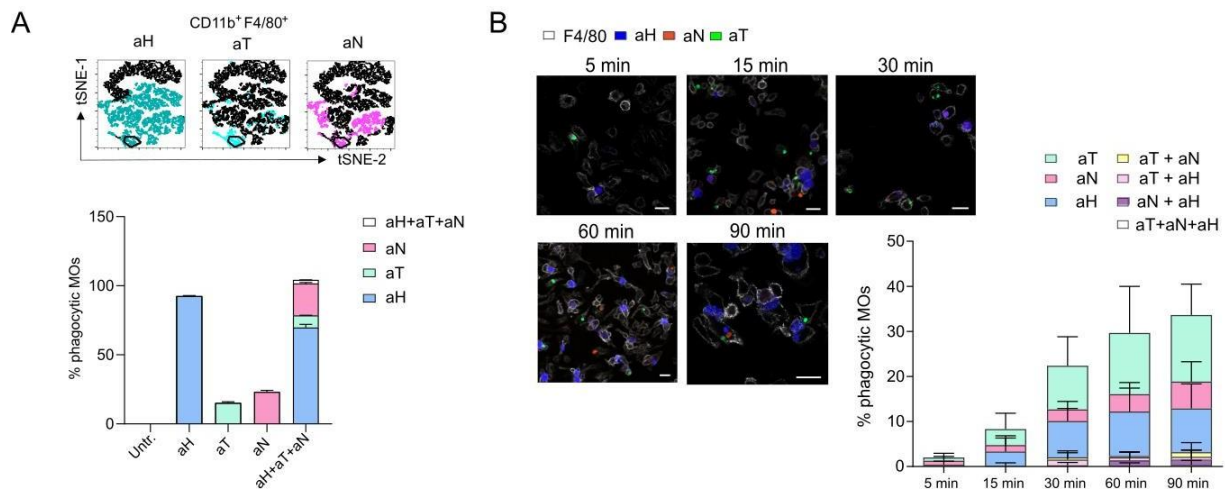 A
CD11b+ F4/80+
aH aT aN
tSNE-1
tSNE-2
150
100
50
0
% phagocytic MOs
Untr. aH aT aN aH+aT+aN
aH+aT+aN
aN
aT
aH
B
F4/80 aH aN aT
5 min 15 min 30 min
60 min 90 min
aT aT + aN
aN aT + aH
aH aN + aH
aT+aN+aH
50
40
30
20
10
0
% phagocytic MOs
5 min 15 min 30 min 60 min 90 min